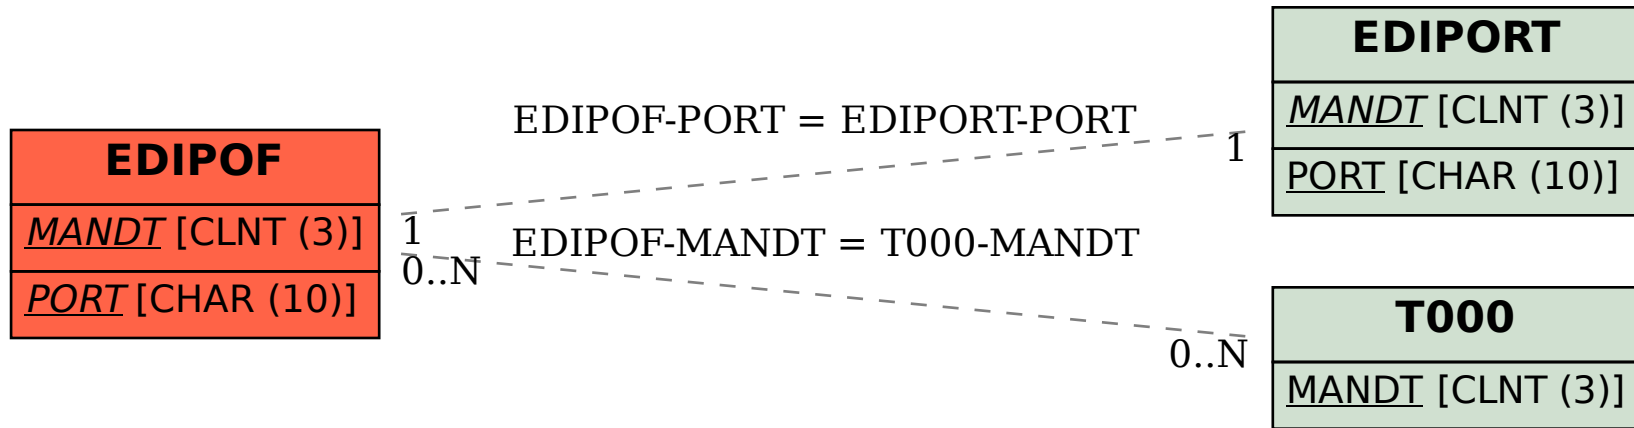 EDIPOF
MANDT [CLNT (3)]
PORT [CHAR (10)]
EDIPOF-PORT = EDIPORT-PORT
1
1
EDIPOF-MANDT = T000-MANDT
0..N
0..N
EDIPORT
MANDT [CLNT (3)]
PORT [CHAR (10)]
T000
MANDT [CLNT (3)]